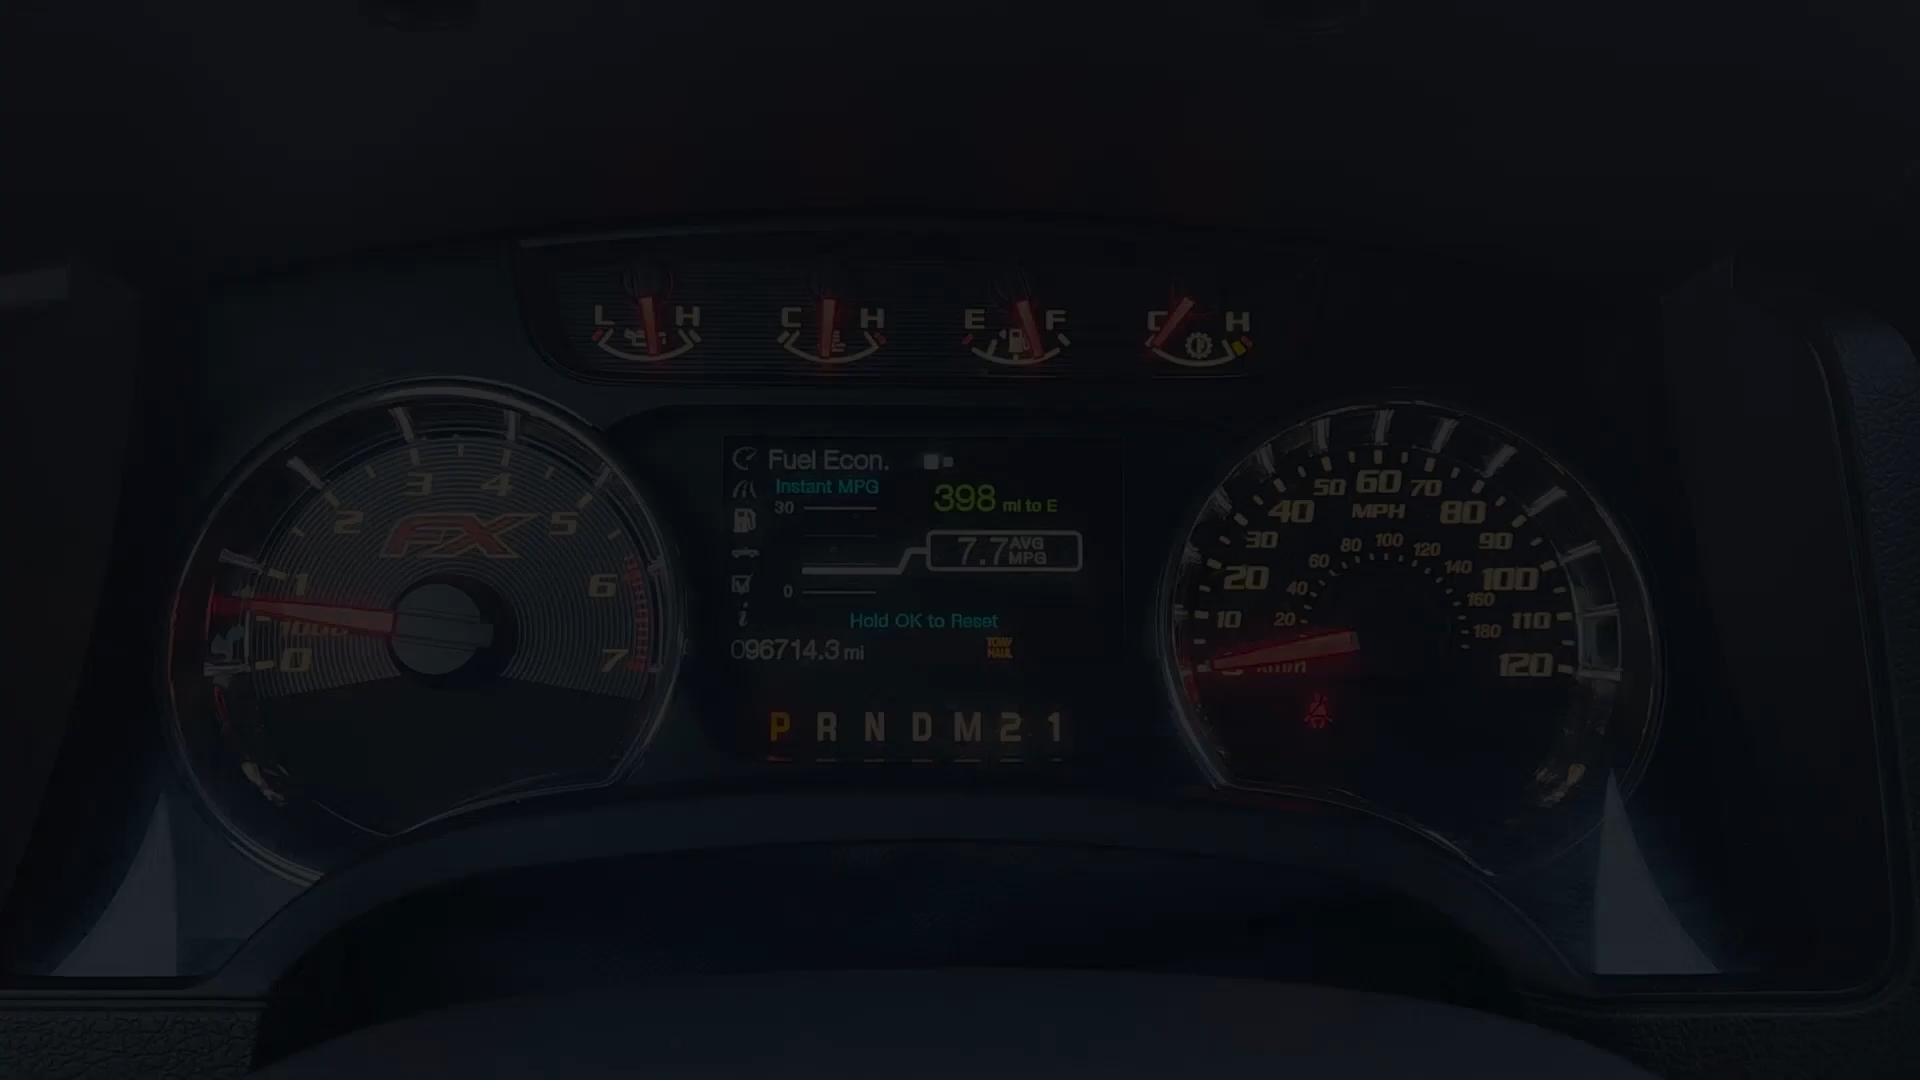 L H
C H
E F
C H
0 1 2 3 4 5 6 7
FX
Fuel Econ.
Instant MPG
30
398 mi to E
7.7 AVG MPG
0
Hold OK to Reset
096714.3 mi
TOW HAUL
P R N D M 2 1
10 20 30 40 50 60 70 80 90 100 110 120
MPH
20 40 60 80 100 120 140 160 180
km/h